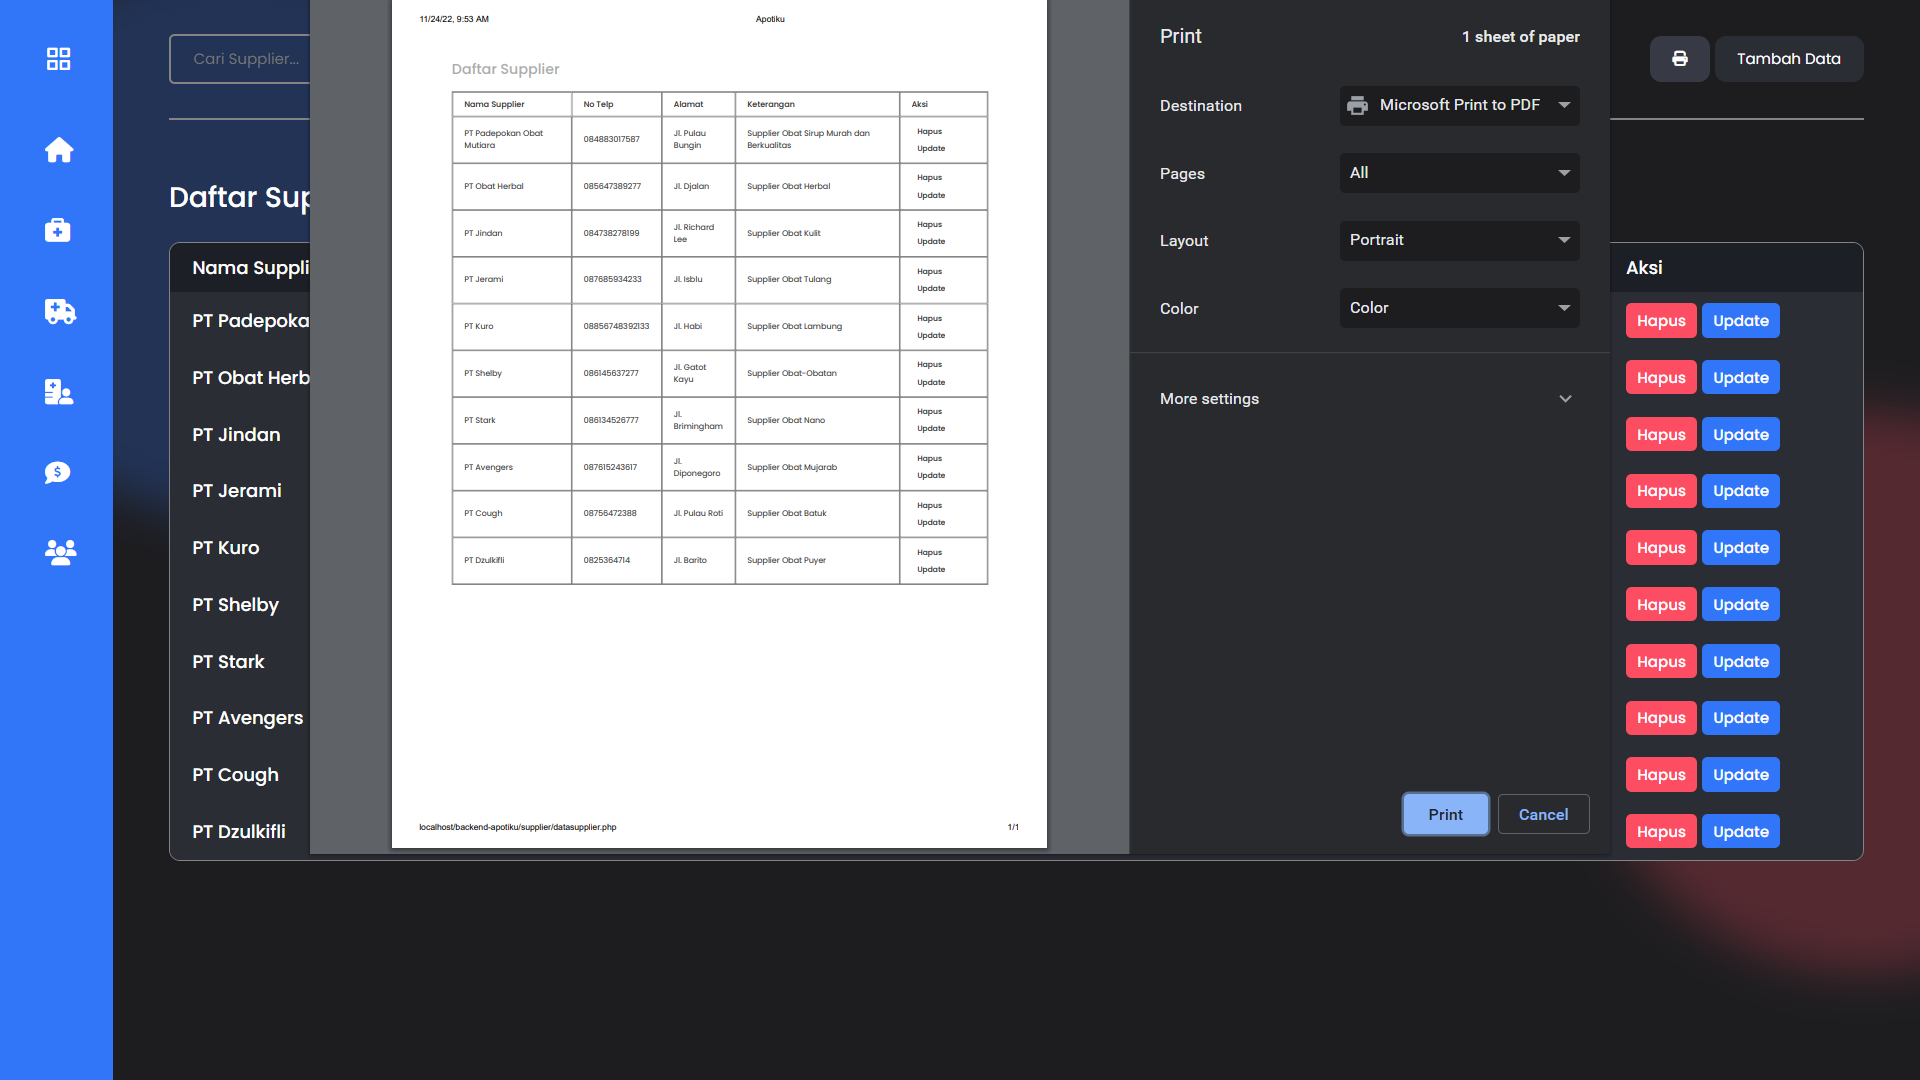 Cari Supplier...
Tambah Data
Daftar Sup
Nama Suppli
PT Padepoka
PT Obat Herb
PT Jindan
PT Jerami
PT Kuro
PT Shelby
PT Stark
PT Avengers
PT Cough
PT Dzulkifli
11/24/22, 9:53 AM Apotiku
Daftar Supplier
Nama Supplier No Telp Alamat Keterangan Aksi
PT Padepokan Obat Mutiara 084883017587 Jl. Pulau Bungin Supplier Obat Sirup Murah dan Berkualitas Hapus Update
PT Obat Herbal 085647389277 Jl. Djalan Supplier Obat Herbal Hapus Update
PT Jindan 084738278199 Jl. Richard Lee Supplier Obat Kulit Hapus Update
PT Jerami 087685934233 Jl. Isblu Supplier Obat Tulang Hapus Update
PT Kuro 08856748392133 Jl. Habi Supplier Obat Lambung Hapus Update
PT Shelby 086145637277 Jl. Gatot Kayu Supplier Obat-Obatan Hapus Update
PT Stark 086134526777 Jl. Brimingham Supplier Obat Nano Hapus Update
PT Avengers 087615243617 Jl. Diponegoro Supplier Obat Mujarab Hapus Update
PT Cough 08756472388 Jl. Pulau Roti Supplier Obat Batuk Hapus Update
PT Dzulkifli 0825364714 Jl. Barito Supplier Obat Puyer Hapus Update
localhost/backend-apotiku/supplier/datasupplier.php 1/1
Print 1 sheet of paper
Destination Microsoft Print to PDF
Pages All
Layout Portrait
Color Color
More settings
Print Cancel
Aksi
Hapus Update
Hapus Update
Hapus Update
Hapus Update
Hapus Update
Hapus Update
Hapus Update
Hapus Update
Hapus Update
Hapus Update